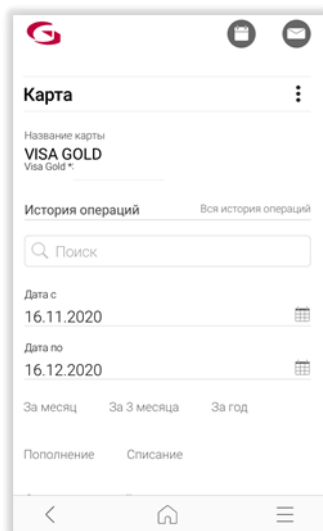 Карта
Название карты
VISA GOLD
Visa Gold *:
История операций Вся история операций
Поиск
Дата с
16.11.2020
Дата по
16.12.2020
За месяц За 3 месяца За год
Пополнение Списание